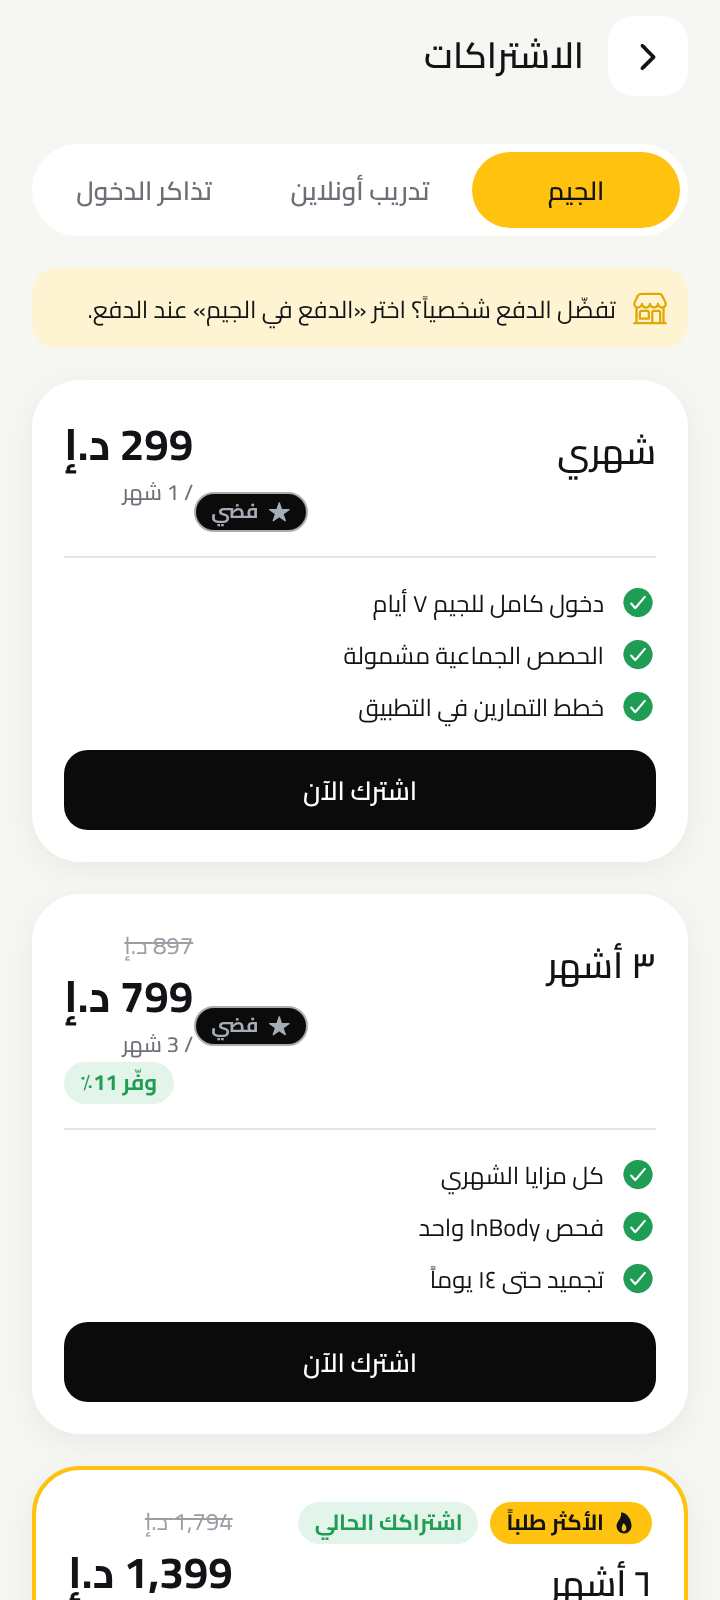 الاشتراكات
الجيم
تدريب أونلاين
تذاكر الدخول
تفضّل الدفع شخصياً؟ اختر «الدفع في الجيم» عند الدفع.
شهري
299 د.إ
/ 1 شهر
فضي
دخول كامل للجيم ٧ أيام
الحصص الجماعية مشمولة
خطط التمارين في التطبيق
اشترك الآن
٣ أشهر
897 د.إ
799 د.إ
/ 3 شهر
فضي
وفّر 11٪
كل مزايا الشهري
فحص InBody واحد
تجميد حتى ١٤ يوماً
اشترك الآن
الأكثر طلباً
اشتراكك الحالي
1,794 د.إ
٦ أشهر
1,399 د.إ